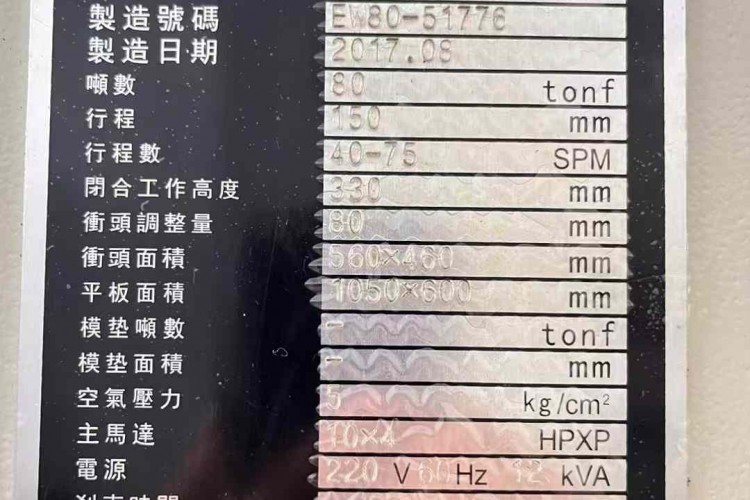 製造號碼 EW80-51776
製造日期 2017.08
噸數 80 tonf
行程 150 mm
行程數 40-75 SPM
閉合工作高度 330 mm
衝頭調整量 80 mm
衝頭面積 560×460 mm
平板面積 1050×600 mm
模垫噸數 - tonf
模垫面積 - mm
空氣壓力 5 kg/cm²
主馬達 10×4 HPXP
電源 220 V 60 Hz 12 kVA